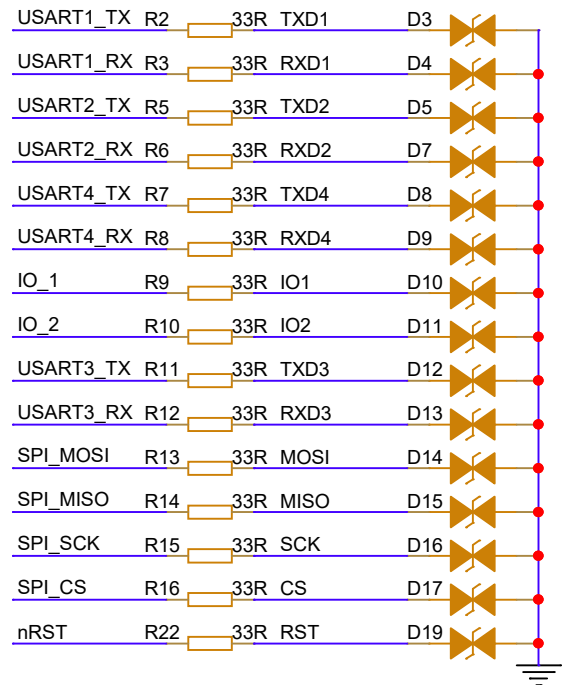 USART1_TX R2 33R TXD1 D3
USART1_RX R3 33R RXD1 D4
USART2_TX R5 33R TXD2 D5
USART2_RX R6 33R RXD2 D7
USART4_TX R7 33R TXD4 D8
USART4_RX R8 33R RXD4 D9
IO_1 R9 33R IO1 D10
IO_2 R10 33R IO2 D11
USART3_TX R11 33R TXD3 D12
USART3_RX R12 33R RXD3 D13
SPI_MOSI R13 33R MOSI D14
SPI_MISO R14 33R MISO D15
SPI_SCK R15 33R SCK D16
SPI_CS R16 33R CS D17
nRST R22 33R RST D19